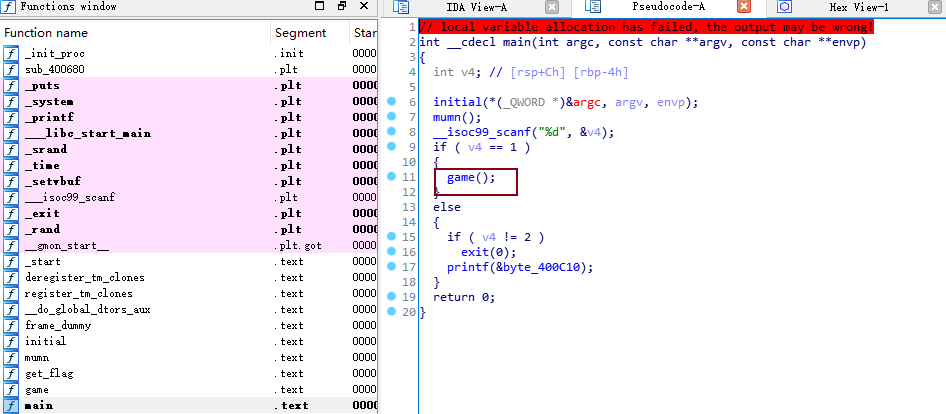 Functions window
Function name Segment Star
_init_proc .init 0000
sub_400680 .plt 0000
_puts .plt 0000
_system .plt 0000
_printf .plt 0000
___libc_start_main .plt 0000
_srand .plt 0000
_time .plt 0000
_setvbuf .plt 0000
___isoc99_scanf .plt 0000
_exit .plt 0000
_rand .plt 0000
__gmon_start__ .plt.got 0000
_start .text 0000
deregister_tm_clones .text 0000
register_tm_clones .text 0000
__do_global_dtors_aux .text 0000
frame_dummy .text 0000
initial .text 0000
mumn .text 0000
get_flag .text 0000
game .text 0000
main .text 0000
IDA View-A Pseudocode-A Hex View-1
1 // local variable allocation has failed, the output may be wrong!
2 int __cdecl main(int argc, const char **argv, const char **envp)
3 {
4 int v4; // [rsp+Ch] [rbp-4h]
5
6 initial(*(_QWORD *)&argc, argv, envp);
7 mumn();
8 __isoc99_scanf("%d", &v4);
9 if ( v4 == 1 )
10 {
11 game();
12 }
13 else
14 {
15 if ( v4 != 2 )
16 exit(0);
17 printf(&byte_400C10);
18 }
19 return 0;
20 }